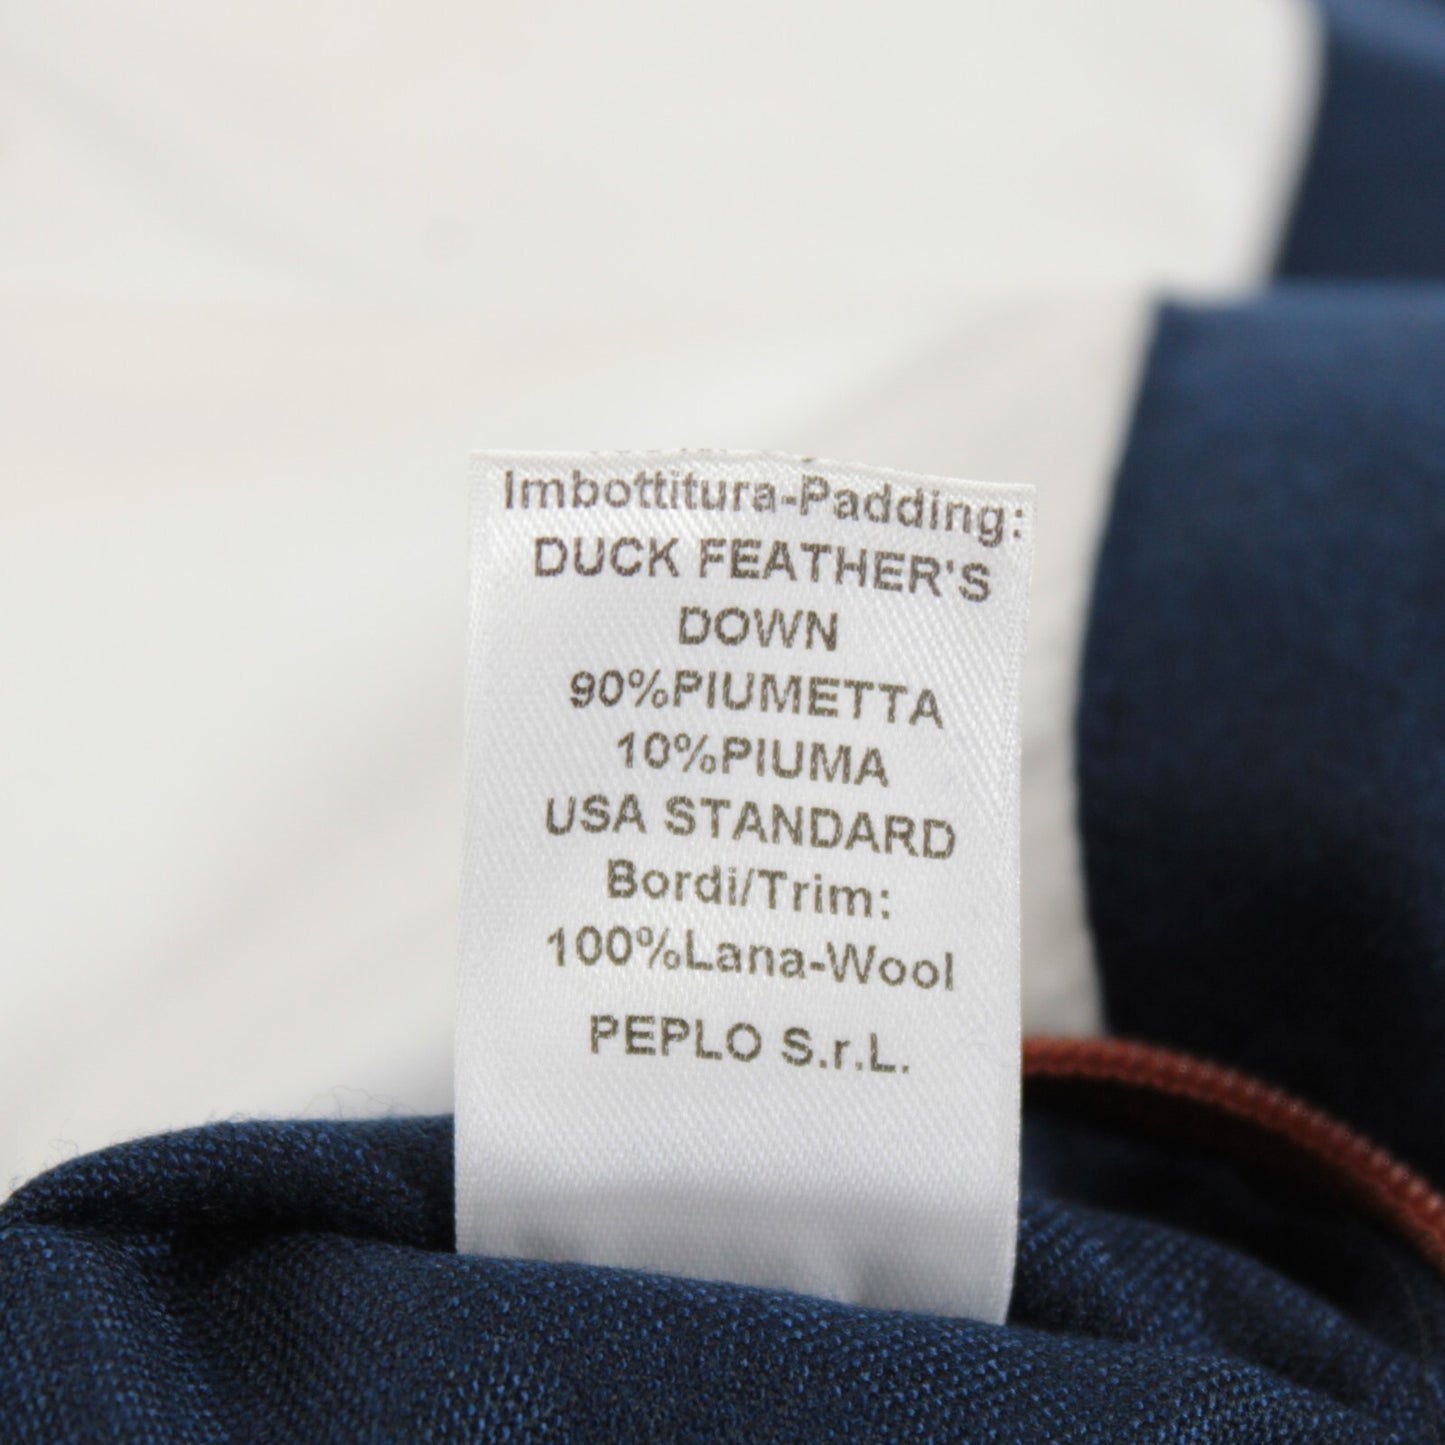 Imbottitura-Padding:
DUCK FEATHER'S
DOWN
90%PIUMETTA
10%PIUMA
USA STANDARD
Bordi/Trim:
100%Lana-Wool
PEPLO S.r.L.